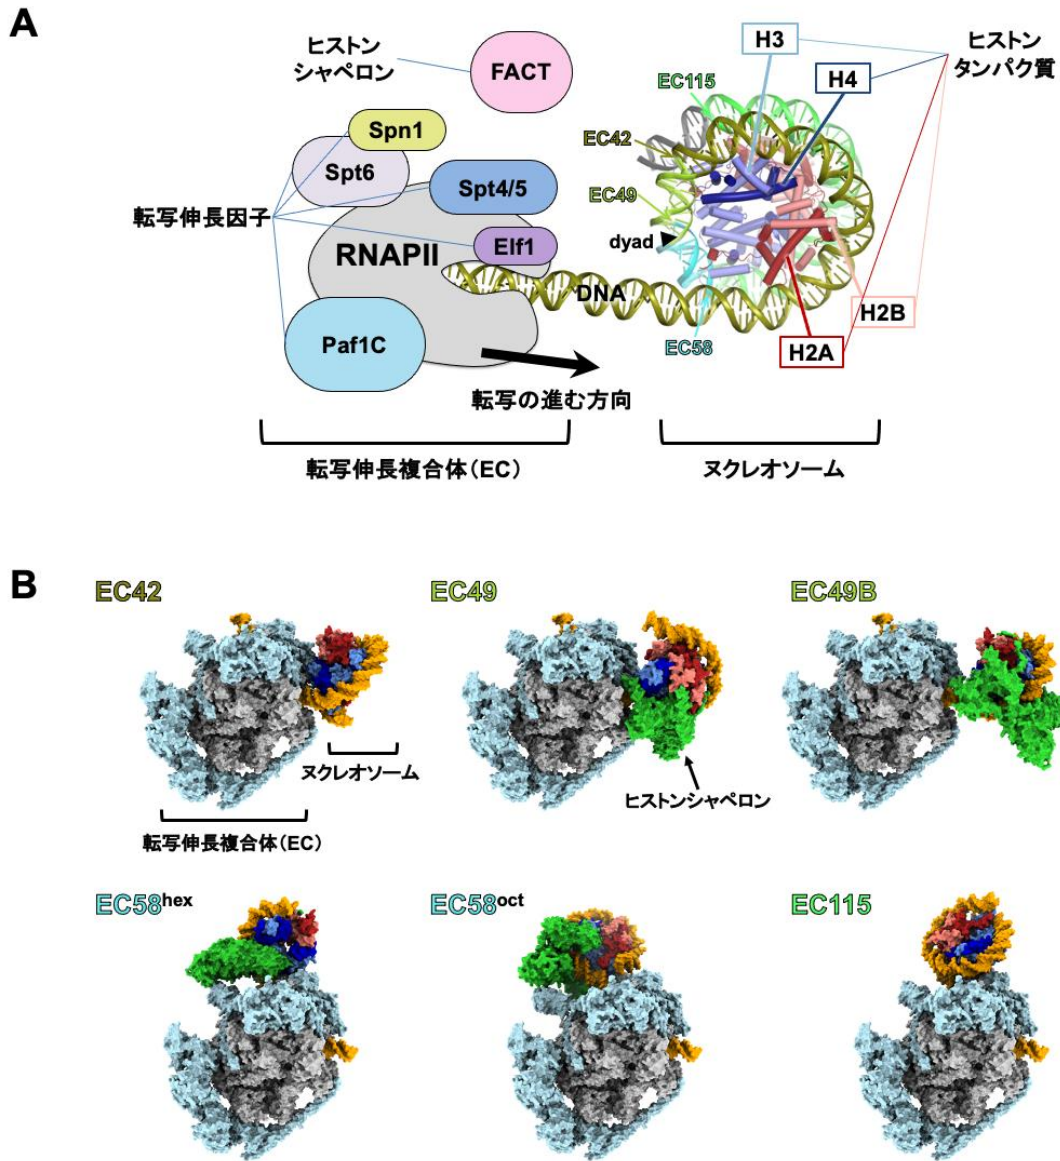 A
ヒストン
シャペロン
FACT
H3
ヒストン
タンパク質
H4
EC115
Spn1
EC42
Spt6
Spt4/5
EC49
転写伸長因子
dyad
Elf1
RNAPII
DNA
H2B
Paf1C
EC58
H2A
転写の進む方向
転写伸長複合体(EC)
ヌクレオソーム
B
EC42
EC49
EC49B
ヌクレオソーム
ヒストンシャペロン
転写伸長複合体(EC)
EC58hex
EC58oct
EC115